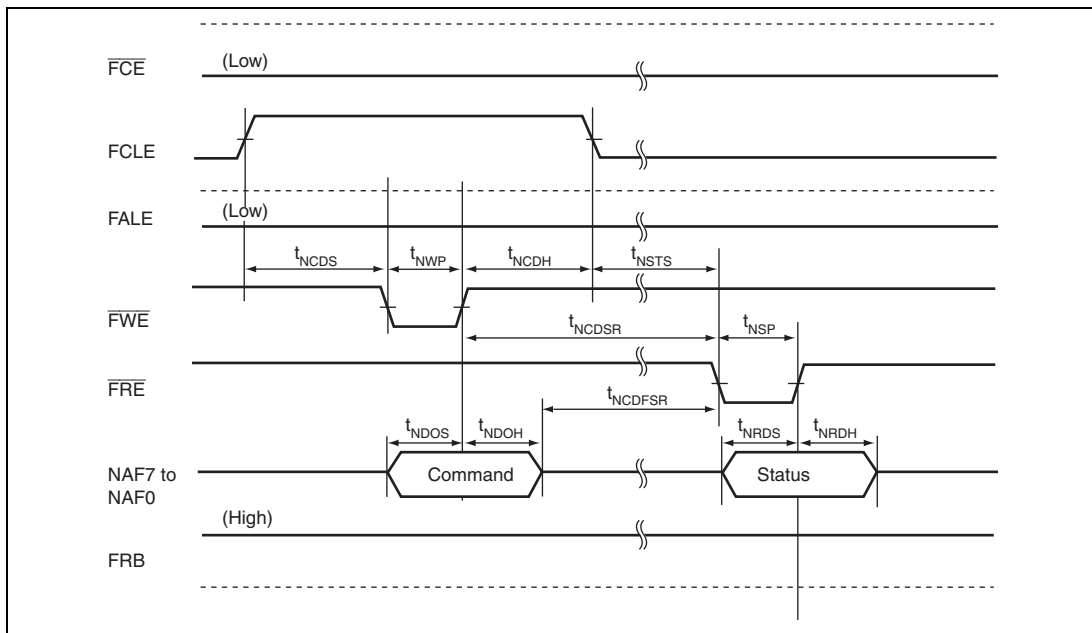 FCE (Low)
FCLE
FALE (Low)
tNCDS tNWP tNCDH tNSTS
FWE
tNCDSR tNSP
FRE
tNCDFSR
tNDOS tNDOH tNRDS tNRDH
NAF7 to
NAF0
Command Status
(High)
FRB